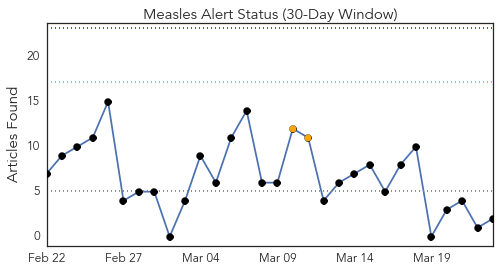 Measles Alert Status (30-Day Window)
Articles Found
20
15
10
5
0
Feb 22
Feb 27
Mar 04
Mar 09
Mar 14
Mar 19